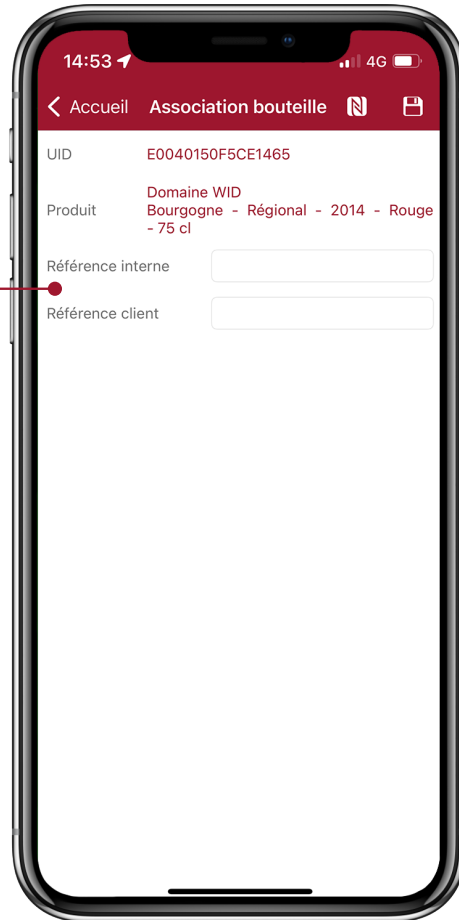 14:53 4G
Accueil Association bouteille
UID E0040150F5CE1465
Domaine WID
Produit Bourgogne - Régional - 2014 - Rouge
- 75 cl
Référence interne
Référence client